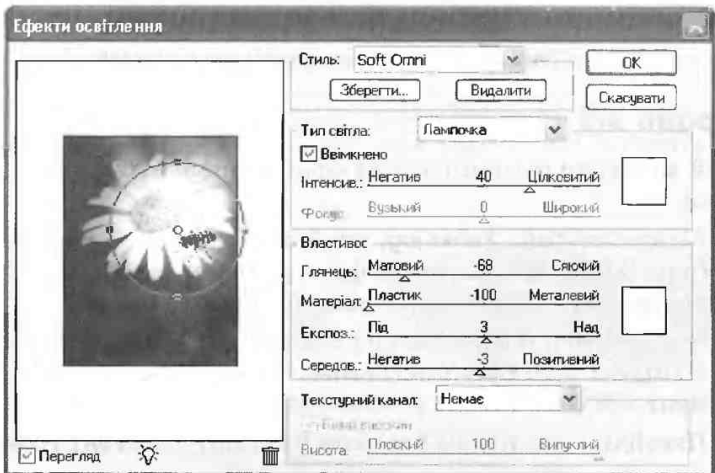 Ефекти освітлення
Стиль: Soft Omni
OK
Зберегти... Видалити
Скасувати
Тип світла: Лампочка
Ввімкнено
Інтенсив.: Негатив 40 Цілковитий
Фокус: Вузький 0 Широкий
Властивос
Глянець: Матовий -68 Сяючий
Матеріал: Пластик -100 Металевий
Експоз.: Під 3 Над
Середов.: Негатив -3 Позитивний
Текстурний канал: Немає
Висота: Плоский 100 Випуклий
Перегляд